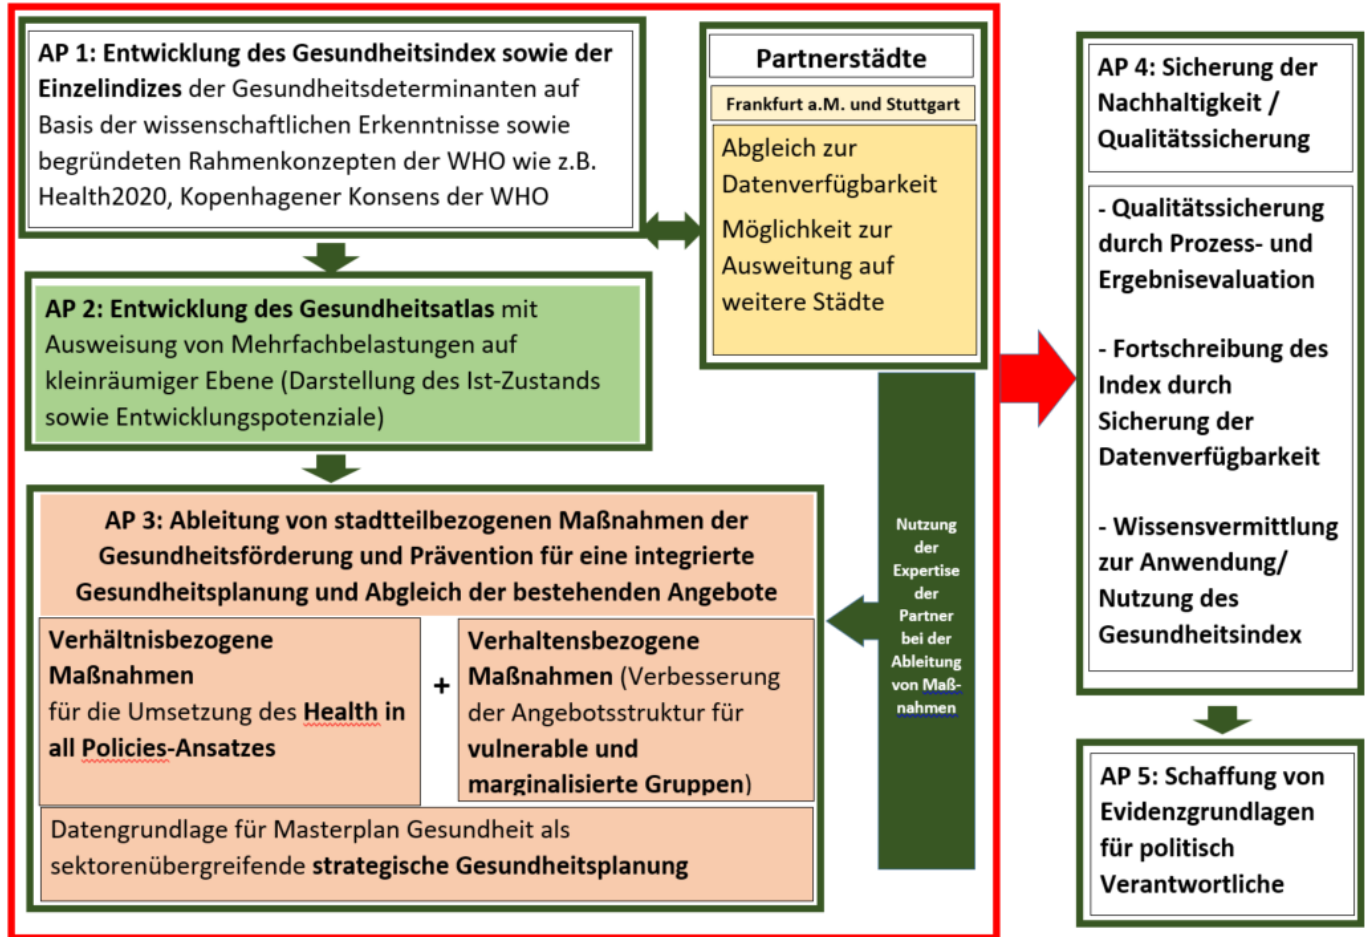 AP 1: Entwicklung des Gesundheitsindex sowie der
Einzelindizes der Gesundheitsdeterminanten auf
Basis der wissenschaftlichen Erkenntnisse sowie
begründeten Rahmenkonzepten der WHO wie z.B.
Health2020, Kopenhagener Konsens der WHO
Partnerstädte
Frankfurt a.M. und Stuttgart
Abgleich zur
Datenverfügbarkeit
Möglichkeit zur
Ausweitung auf
weitere Städte
AP 2: Entwicklung des Gesundheitsatlas mit
Ausweisung von Mehrfachbelastungen auf
kleinräumiger Ebene (Darstellung des Ist-Zustands
sowie Entwicklungspotenziale)
AP 3: Ableitung von stadtteilbezogenen Maßnahmen der
Gesundheitsförderung und Prävention für eine integrierte
Gesundheitsplanung und Abgleich der bestehenden Angebote
Verhältnisbezogene
Maßnahmen
für die Umsetzung des Health in
all Policies-Ansatzes
+
Verhaltensbezogene
Maßnahmen (Verbesserung
der Angebotsstruktur für
vulnerable und
marginalisierte Gruppen)
Datengrundlage für Masterplan Gesundheit als
sektorenübergreifende strategische Gesundheitsplanung
Nutzung
der
Expertise
der
Partner
bei der
Ableitung
von Maß-
nahmen
AP 4: Sicherung der
Nachhaltigkeit /
Qualitätssicherung
- Qualitätssicherung
durch Prozess- und
Ergebnisevaluation
- Fortschreibung des
Index durch
Sicherung der
Datenverfügbarkeit
- Wissensvermittlung
zur Anwendung/
Nutzung des
Gesundheitsindex
AP 5: Schaffung von
Evidenzgrundlagen
für politisch
Verantwortliche